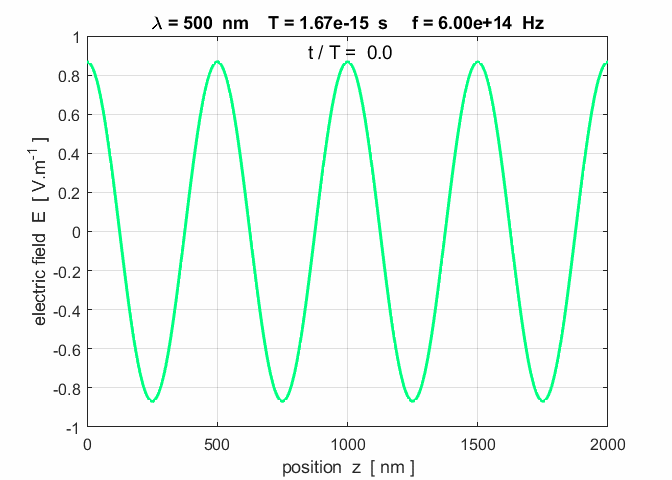 λ = 500 nm T = 1.67e-15 s f = 6.00e+14 Hz
t / T = 0.0
1
0.8
0.6
0.4
0.2
0
-0.2
-0.4
-0.6
-0.8
-1
electric field E [ V.m-1 ]
0 500 1000 1500 2000
position z [ nm ]